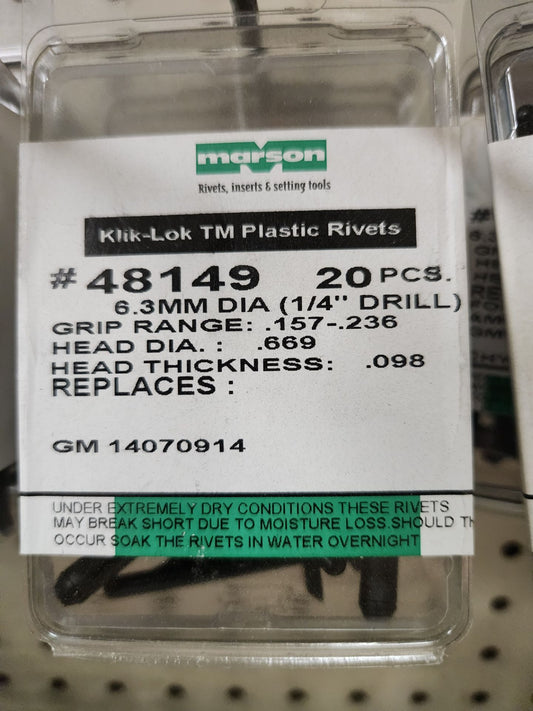 marson
Rivets, inserts & setting tools
Klik-Lok TM Plastic Rivets
# 48149 20 PCS.
6.3MM DIA (1/4" DRILL)
GRIP RANGE: .157-.236
HEAD DIA. : .669
HEAD THICKNESS: .098
REPLACES :
GM 14070914
UNDER EXTREMELY DRY CONDITIONS THESE RIVETS
MAY BREAK SHORT DUE TO MOISTURE LOSS.SHOULD TH
OCCUR SOAK THE RIVETS IN WATER OVERNIGHT
#
6.3